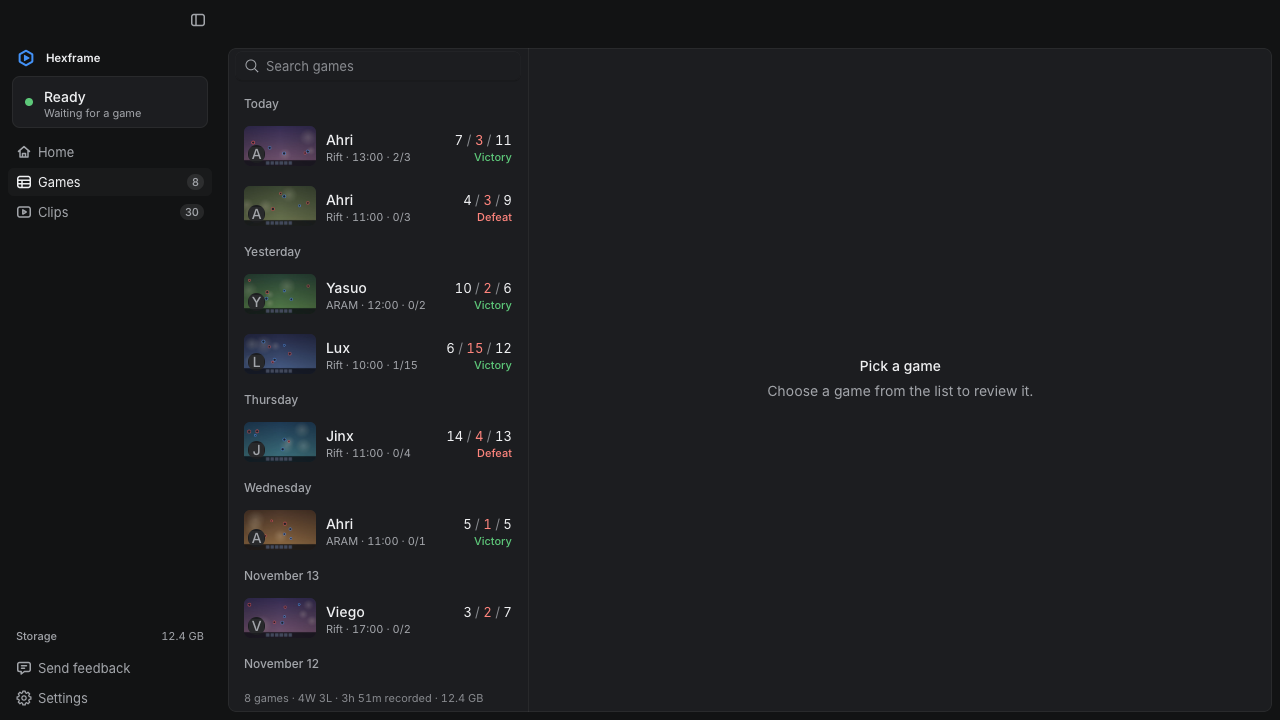 Hexframe
Ready
Waiting for a game
Home
Games 8
Clips 30
Storage 12.4 GB
Send feedback
Settings
Search games
Today
A Ahri 7 / 3 / 11
Rift · 13:00 · 2/3 Victory
A Ahri 4 / 3 / 9
Rift · 11:00 · 0/3 Defeat
Yesterday
Y Yasuo 10 / 2 / 6
ARAM · 12:00 · 0/2 Victory
L Lux 6 / 15 / 12
Rift · 10:00 · 1/15 Victory
Thursday
J Jinx 14 / 4 / 13
Rift · 11:00 · 0/4 Defeat
Wednesday
A Ahri 5 / 1 / 5
ARAM · 11:00 · 0/1 Victory
November 13
V Viego 3 / 2 / 7
Rift · 17:00 · 0/2
November 12
8 games · 4W 3L · 3h 51m recorded · 12.4 GB
Pick a game
Choose a game from the list to review it.